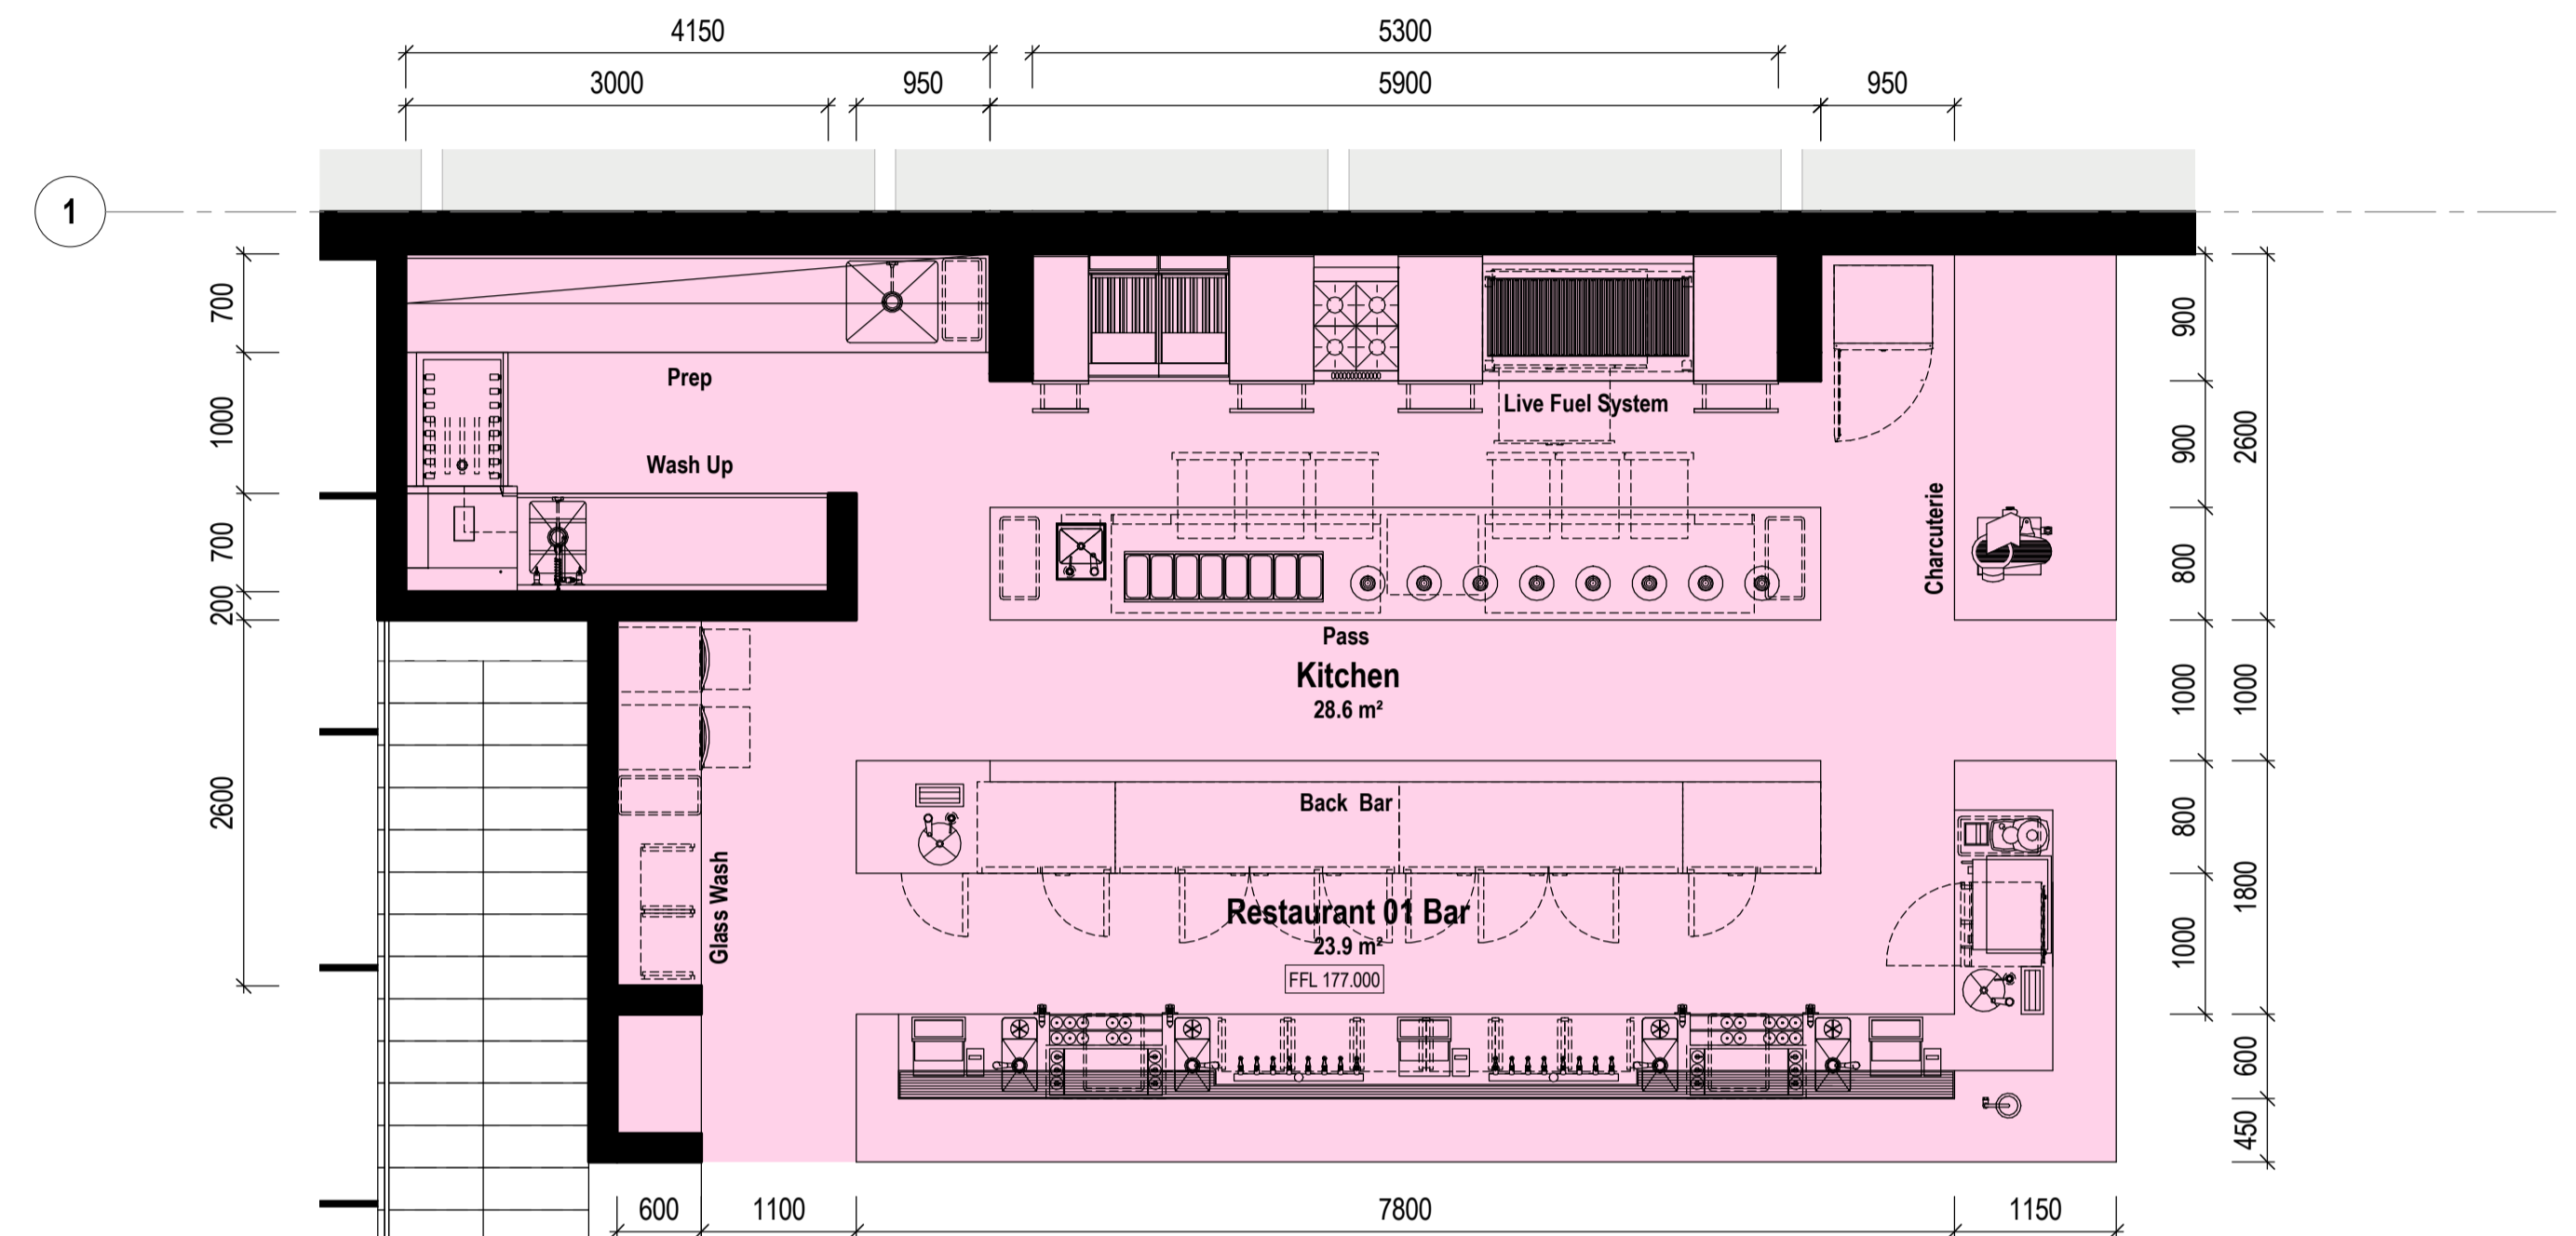 4150
5300
3000
950
5900
950
1
700
1000
700
200
2600
Prep
Wash Up
Live Fuel System
Charcuterie
Pass
Kitchen
28.6 m²
Back Bar
Glass Wash
Restaurant 01 Bar
23.9 m²
FFL 177.000
900
900
800
1000
800
1000
2600
1000
1800
600
450
600
1100
7800
1150